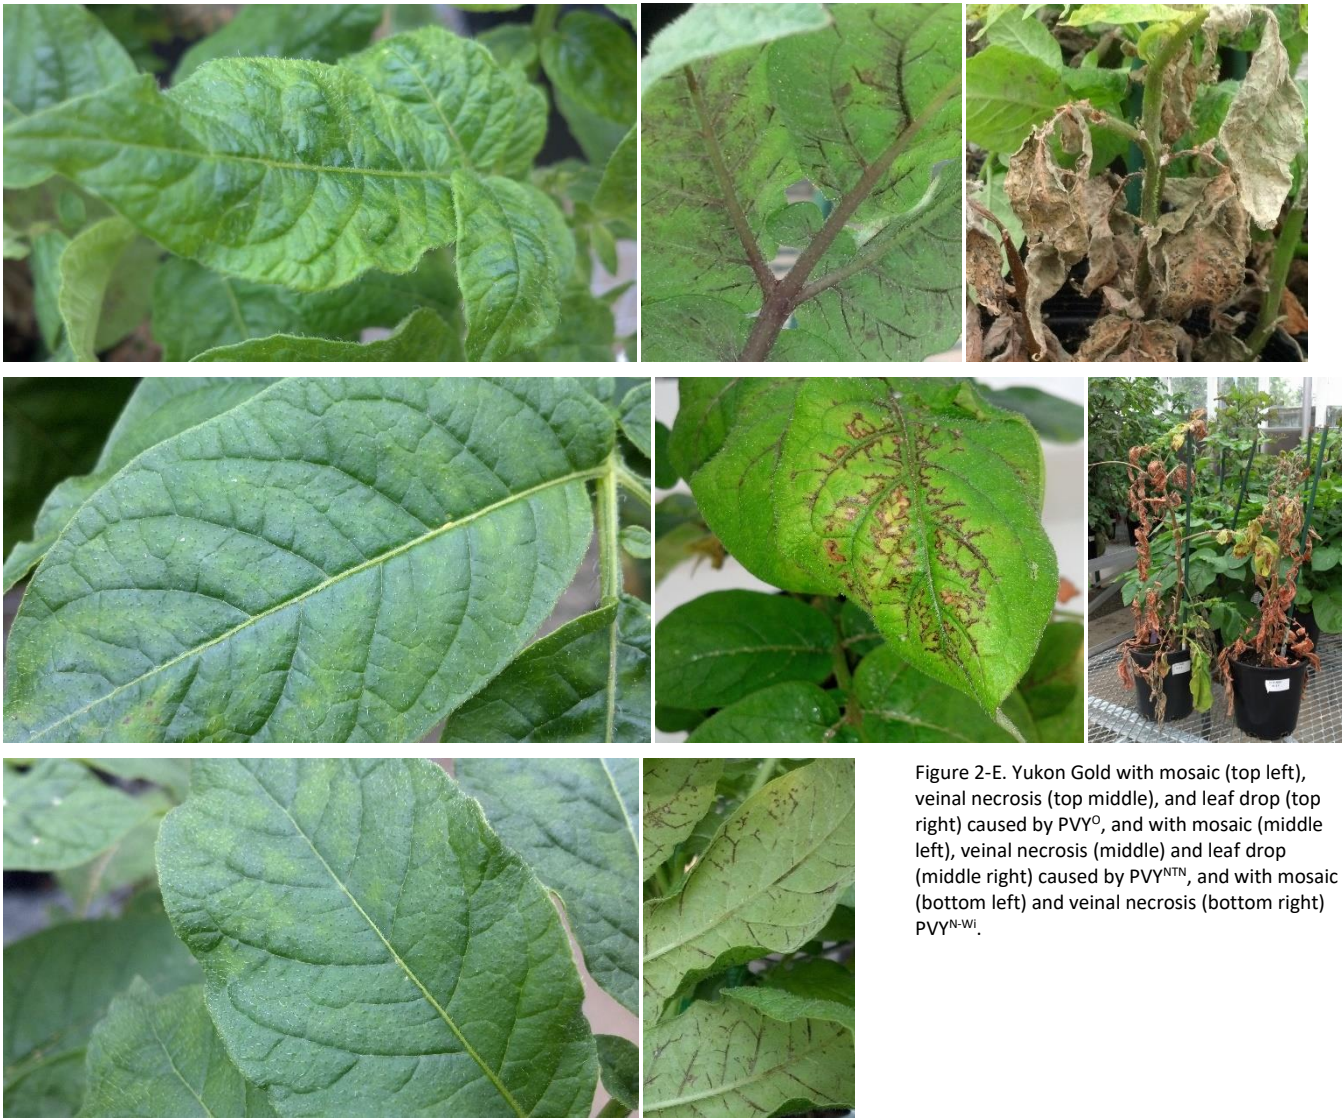 Figure 2-E. Yukon Gold with mosaic (top left),
veinal necrosis (top middle), and leaf drop (top
right) caused by PVYᴼ, and with mosaic (middle
left), veinal necrosis (middle) and leaf drop
(middle right) caused by PVYᴺᵀᴺ, and with mosaic
(bottom left) and veinal necrosis (bottom right)
PVYᴺ⁻ᵂⁱ.